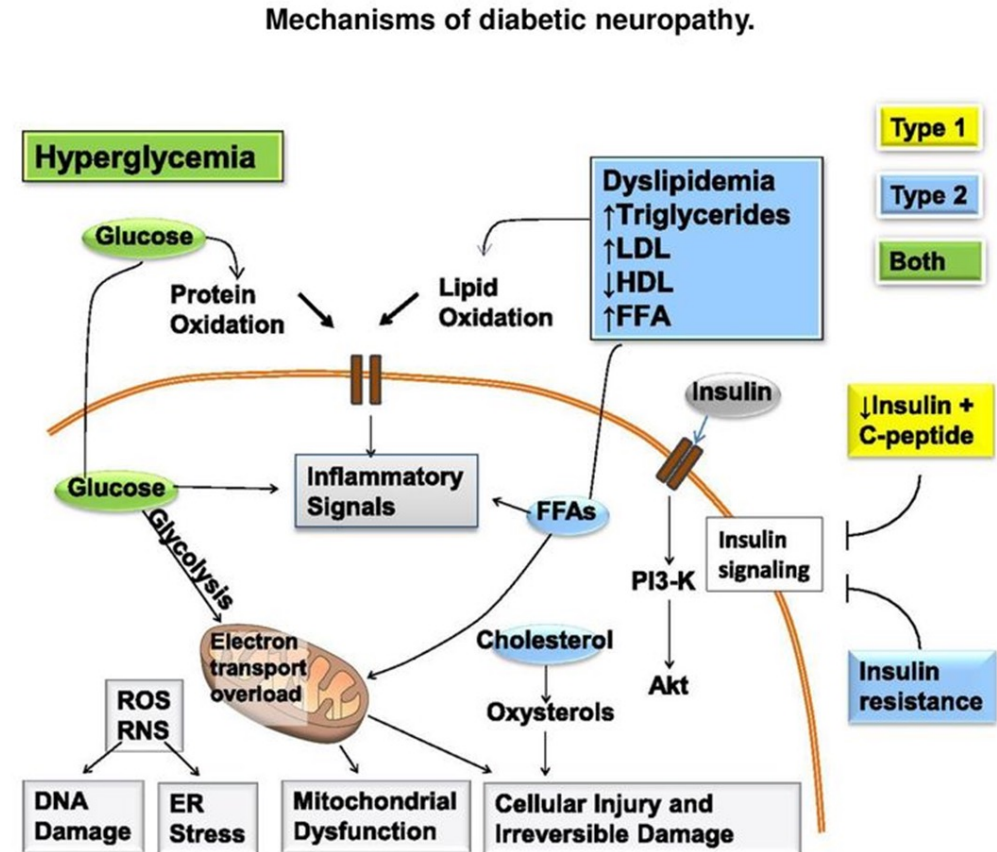 Mechanisms of diabetic neuropathy.
Hyperglycemia
Type 1
Type 2
Both
Dyslipidemia
↑Triglycerides
↑LDL
↓HDL
↑FFA
Glucose
Protein
Oxidation
Lipid
Oxidation
Insulin
↓Insulin +
C-peptide
Glucose
Inflammatory
Signals
FFAs
Insulin
signaling
Glycolysis
PI3-K
Akt
Electron
transport
overload
Cholesterol
Oxysterols
Insulin
resistance
ROS
RNS
DNA
Damage
ER
Stress
Mitochondrial
Dysfunction
Cellular Injury and
Irreversible Damage